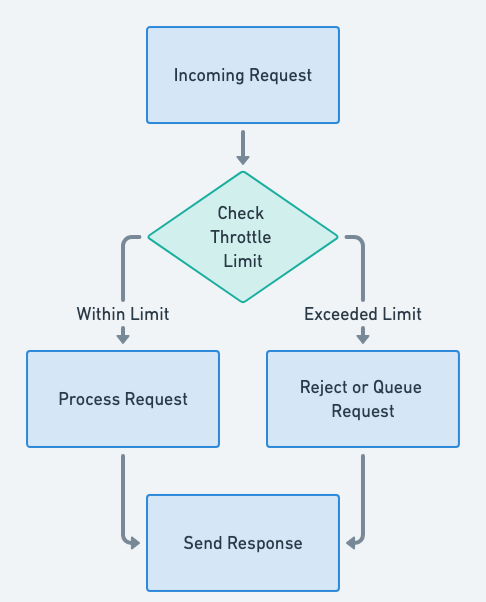 Incoming Request
Check
Throttle
Limit
Within Limit
Exceeded Limit
Process Request
Reject or Queue
Request
Send Response